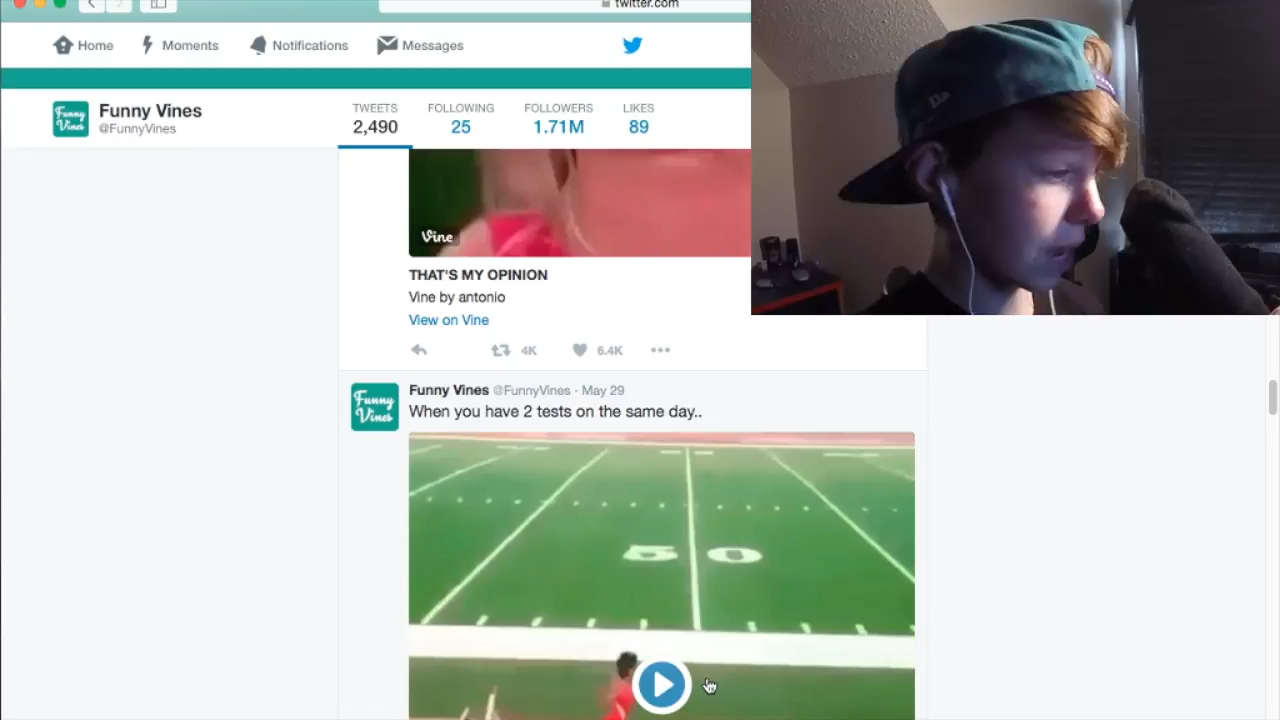 twitter.com
Home Moments Notifications Messages
Funny Vines
@FunnyVines
TWEETS FOLLOWING FOLLOWERS LIKES
2,490 25 1.71M 89
Vine
THAT'S MY OPINION
Vine by antonio
View on Vine
4K 6.4K
Funny Vines
Funny Vines @FunnyVines · May 29
When you have 2 tests on the same day..
50